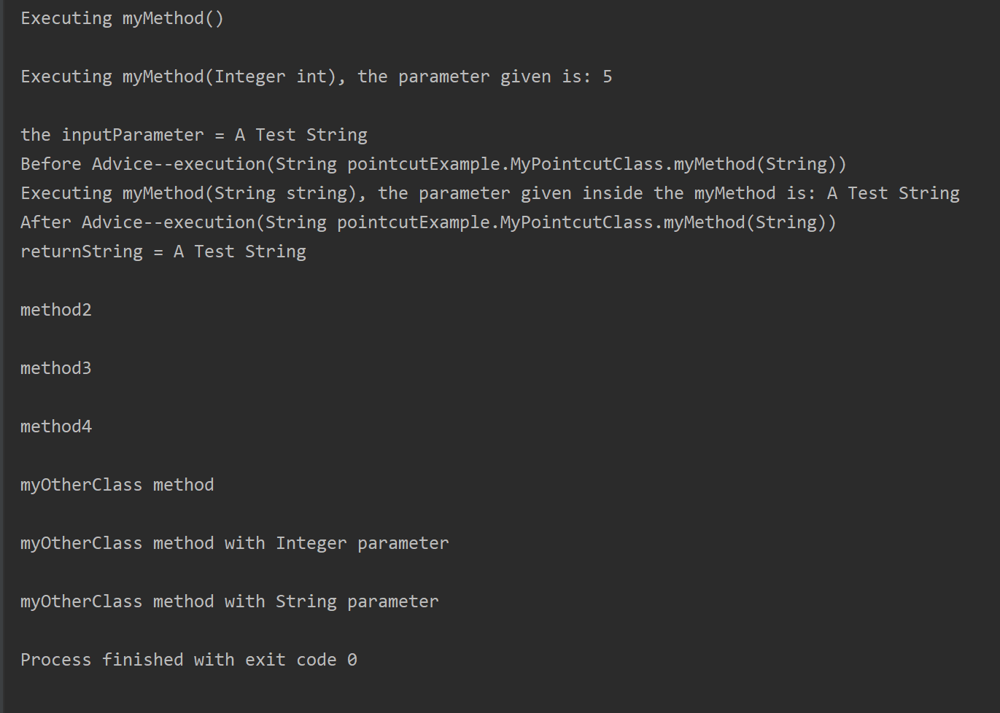 Executing myMethod()
Executing myMethod(Integer int), the parameter given is: 5
the inputParameter = A Test String
Before Advice--execution(String pointcutExample.MyPointcutClass.myMethod(String))
Executing myMethod(String string), the parameter given inside the myMethod is: A Test String
After Advice--execution(String pointcutExample.MyPointcutClass.myMethod(String))
returnString = A Test String
method2
method3
method4
myOtherClass method
myOtherClass method with Integer parameter
myOtherClass method with String parameter
Process finished with exit code 0